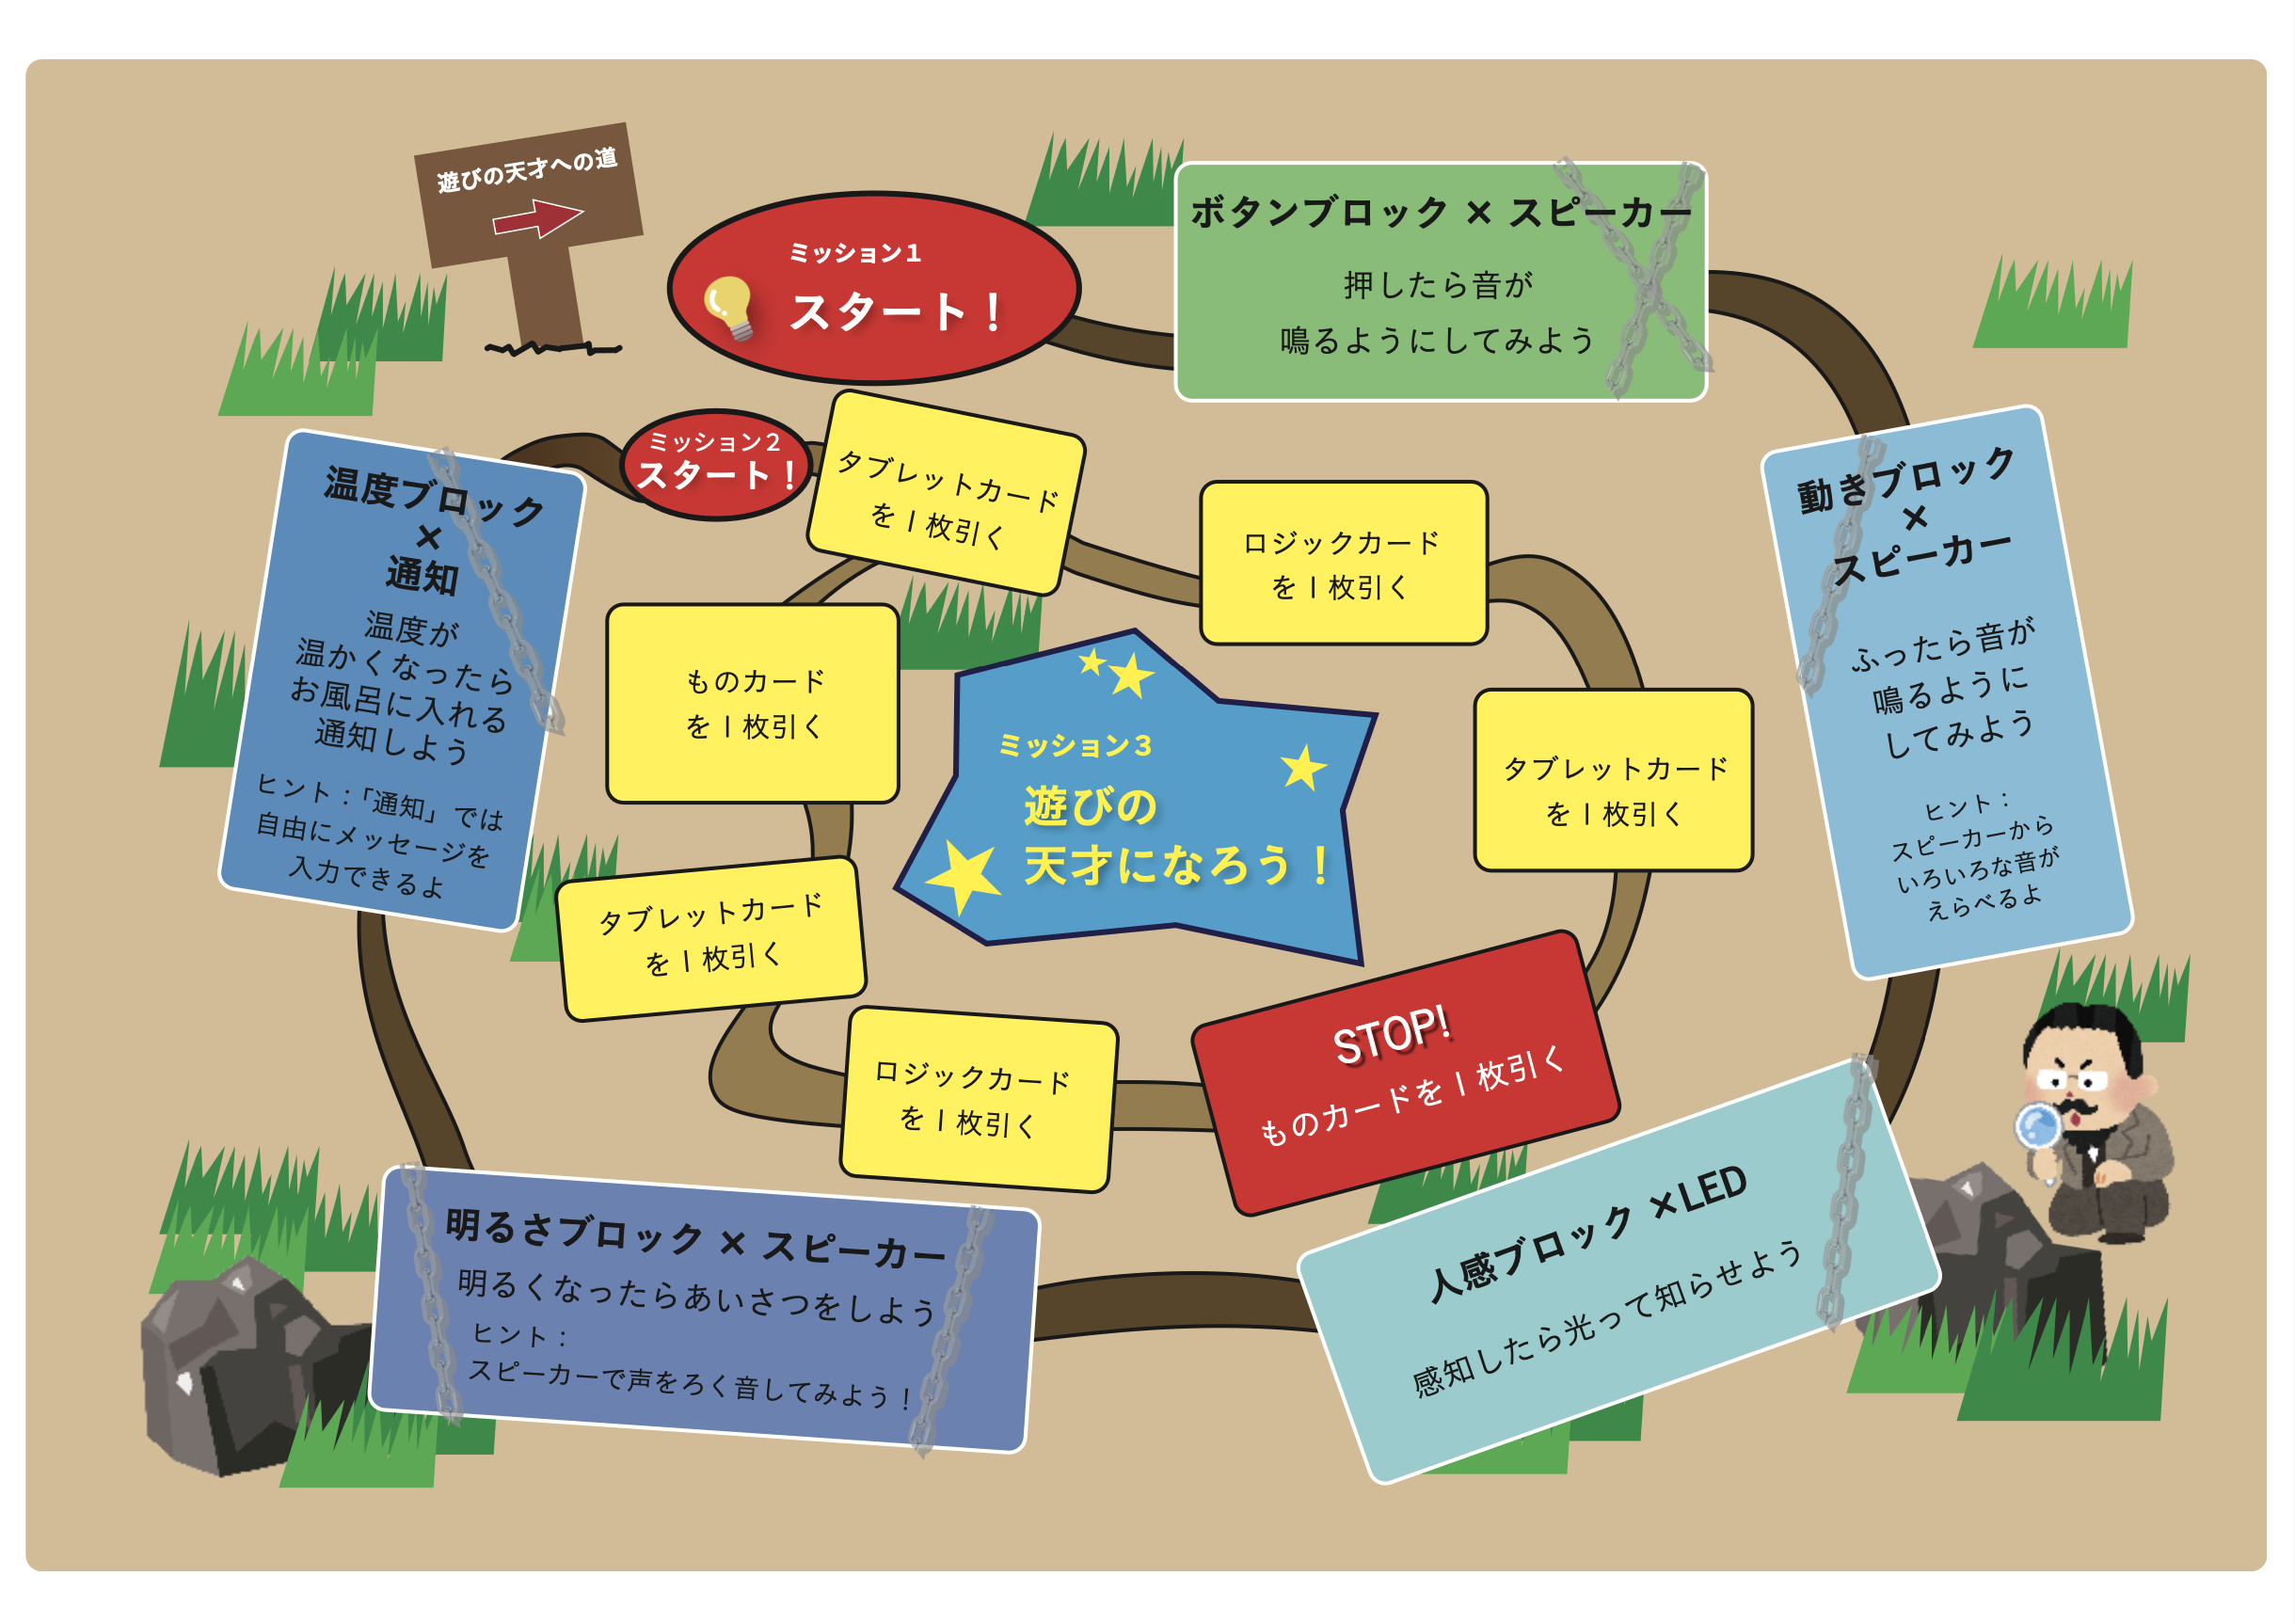 遊びの天才への道
ミッション1
スタート！
ボタンブロック × スピーカー
押したら音が
鳴るようにしてみよう
動きブロック
×
スピーカー
ふったら音が
鳴るように
してみよう
ヒント：
スピーカーから
いろいろな音が
えらべるよ
人感ブロック ×LED
感知したら光って知らせよう
明るさブロック × スピーカー
明るくなったらあいさつをしよう
ヒント：
スピーカーで声をろく音してみよう！
温度ブロック
×
通知
温度が
温かくなったら
お風呂に入れる
通知しよう
ヒント：「通知」では
自由にメッセージを
入力できるよ
ミッション2
スタート！
タブレットカード
を1枚引く
ロジックカード
を1枚引く
タブレットカード
を1枚引く
STOP!
ものカードを1枚引く
ロジックカード
を1枚引く
タブレットカード
を1枚引く
ものカード
を1枚引く
ミッション3
遊びの
天才になろう！